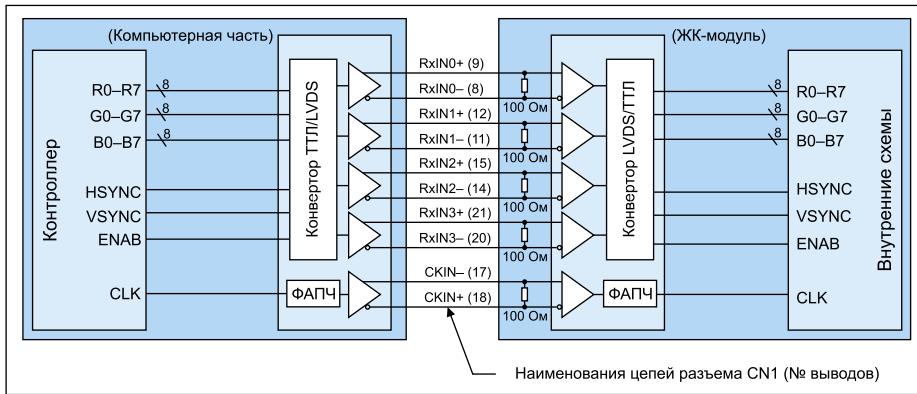 (Компьютерная часть)
(ЖК-модуль)
Контроллер
R0–R7
8
G0–G7
8
B0–B7
8
HSYNC
VSYNC
ENAB
CLK
Конвертор ТТЛ/LVDS
ФАПЧ
RxIN0+ (9)
RxIN0– (8)
RxIN1+ (12)
RxIN1– (11)
RxIN2+ (15)
RxIN2– (14)
RxIN3+ (21)
RxIN3– (20)
CKIN– (17)
CKIN+ (18)
100 Ом
100 Ом
100 Ом
100 Ом
100 Ом
Конвертор LVDS/ТТЛ
ФАПЧ
8
R0–R7
8
G0–G7
8
B0–B7
HSYNC
VSYNC
ENAB
CLK
Внутренние схемы
Наименования цепей разъема CN1 (№ выводов)